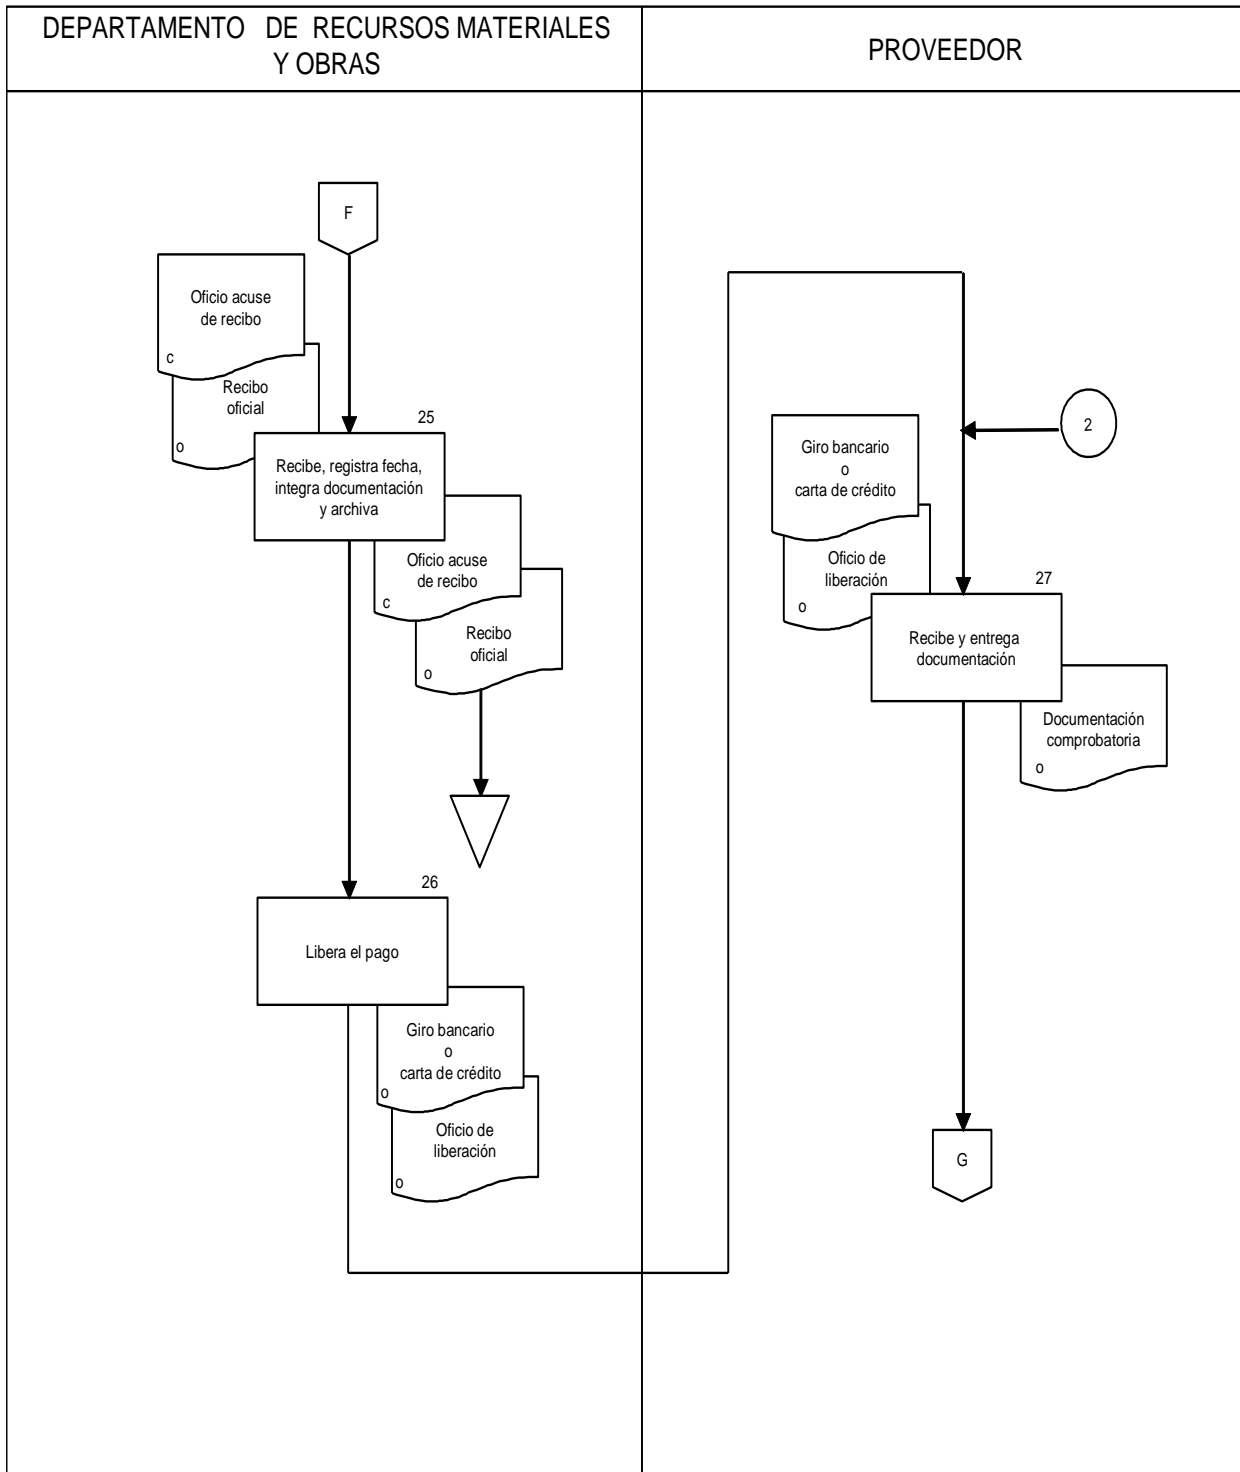 DEPARTAMENTO DE RECURSOS MATERIALES
Y OBRAS
PROVEEDOR
F
Oficio acuse
de recibo
c
Recibo
oficial
o
25
Recibe, registra fecha,
integra documentación
y archiva
Oficio acuse
de recibo
c
Recibo
oficial
o
26
Libera el pago
Giro bancario
o
carta de crédito
o
Oficio de
liberación
o
2
Giro bancario
o
carta de crédito
Oficio de
liberación
o
27
Recibe y entrega
documentación
Documentación
comprobatoria
o
G